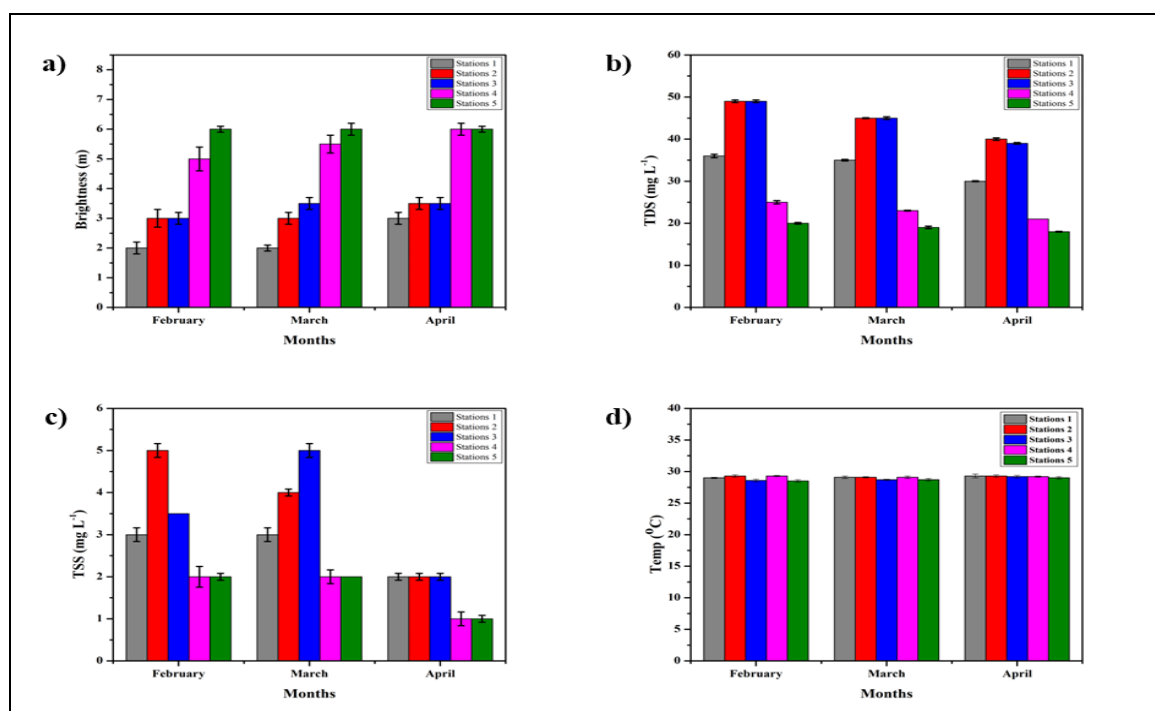 a)
Brightness (m)
8
7
6
5
4
3
2
1
0
Stations 1
Stations 2
Stations 3
Stations 4
Stations 5
February
March
April
Months
b)
TDS (mg L⁻¹)
60
50
40
30
20
10
0
Stations 1
Stations 2
Stations 3
Stations 4
Stations 5
February
March
April
Months
c)
TSS (mg L⁻¹)
6
5
4
3
2
1
0
Stations 1
Stations 2
Stations 3
Stations 4
Stations 5
February
March
April
Months
d)
Temp (⁰C)
40
35
30
25
20
15
10
5
0
Stations 1
Stations 2
Stations 3
Stations 4
Stations 5
February
March
April
Months